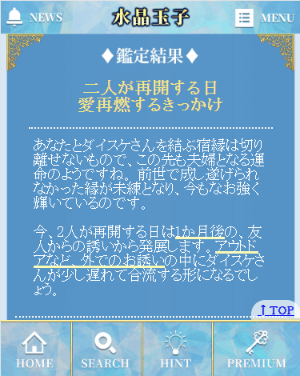 NEWS
水晶玉子
MENU
♦鑑定結果♦
二人が再開する日
愛再燃するきっかけ
あなたとダイスケさんを結ぶ宿縁は切り
離せないもので、この先も夫婦となる運
命のようですね。前世で成し遂げられ
なかった縁が未練となり、今もなお強く
輝いているのです。
今、2人が再開する日は1か月後の、友
人からの誘いから発展します。アウトド
アなど、外でのお誘いの中にダイスケさ
んが少し遅れて合流する形になるでし
ょう。
↑TOP
HOME
SEARCH
HINT
PREMIUM